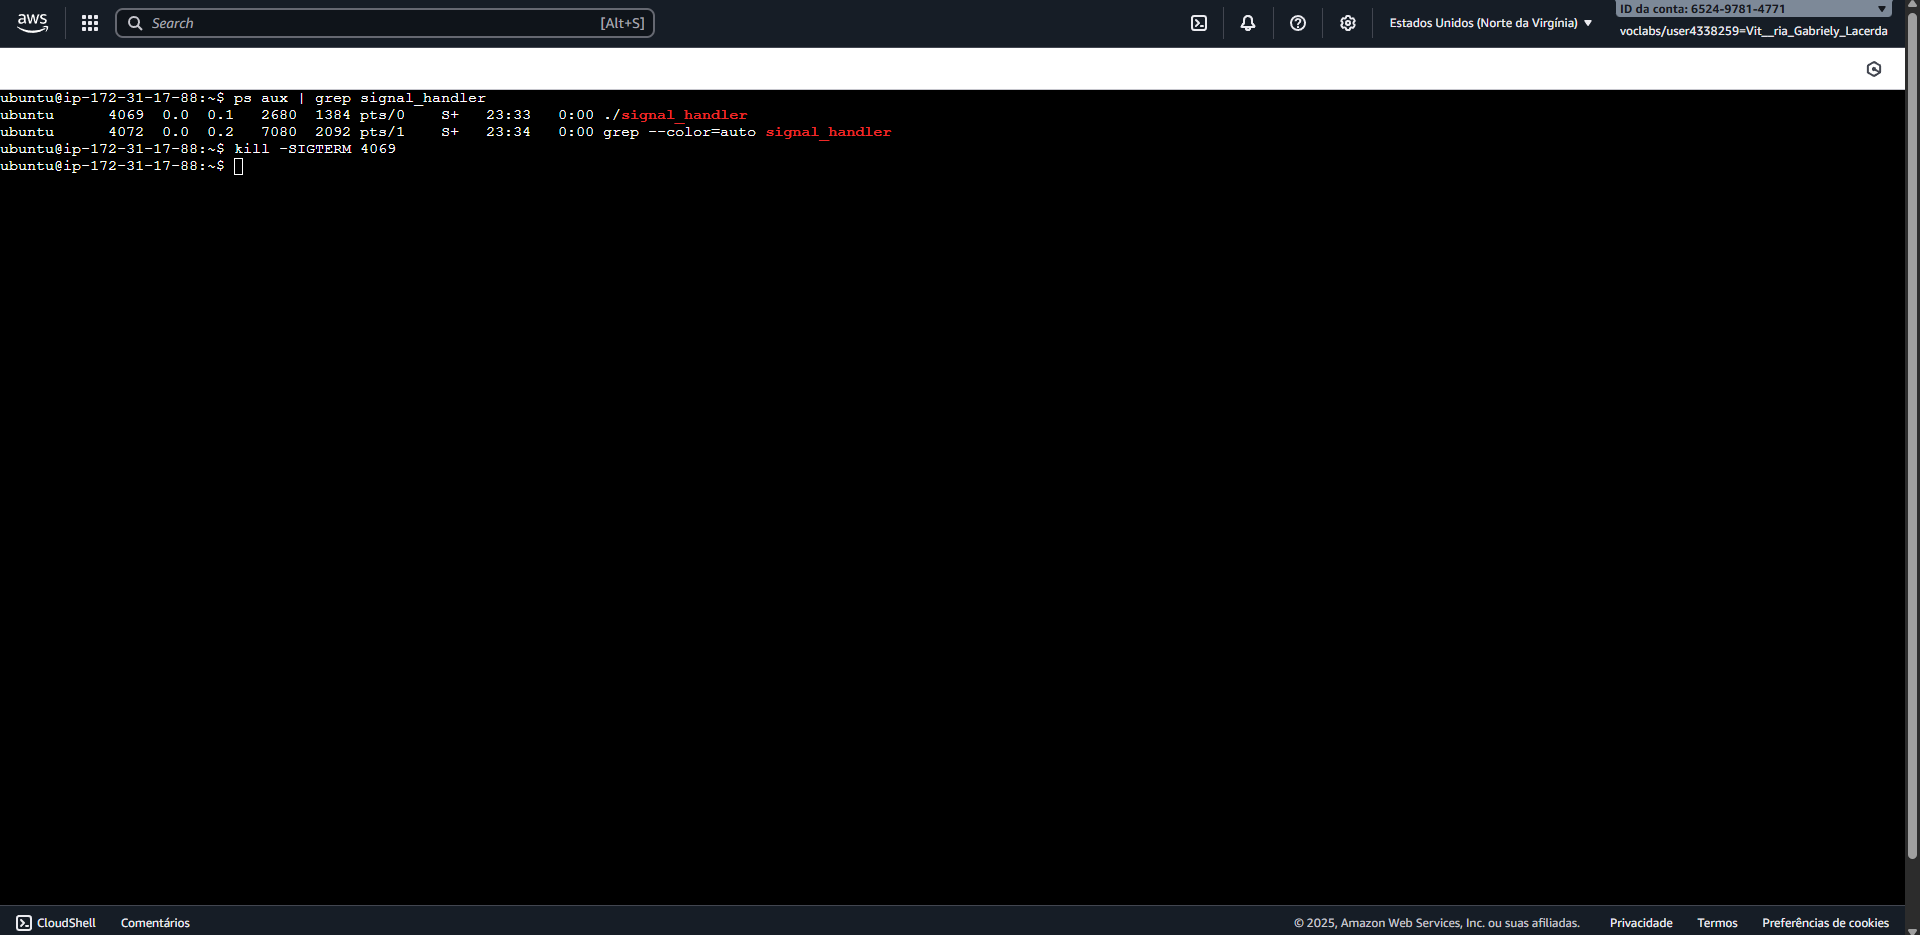 aws
Search
[Alt+S]
Estados Unidos (Norte da Virgínia)
ID da conta: 6524-9781-4771
voclabs/user4338259=Vit__ria_Gabriely_Lacerda
ubuntu@ip-172-31-17-88:~$ ps aux | grep signal_handler
ubuntu      4069  0.0  0.1   2680  1384 pts/0    S+   23:33   0:00 ./signal_handler
ubuntu      4072  0.0  0.2   7080  2092 pts/1    S+   23:34   0:00 grep --color=auto signal_handler
ubuntu@ip-172-31-17-88:~$ kill -SIGTERM 4069
ubuntu@ip-172-31-17-88:~$
CloudShell
Comentários
© 2025, Amazon Web Services, Inc. ou suas afiliadas.
Privacidade
Termos
Preferências de cookies